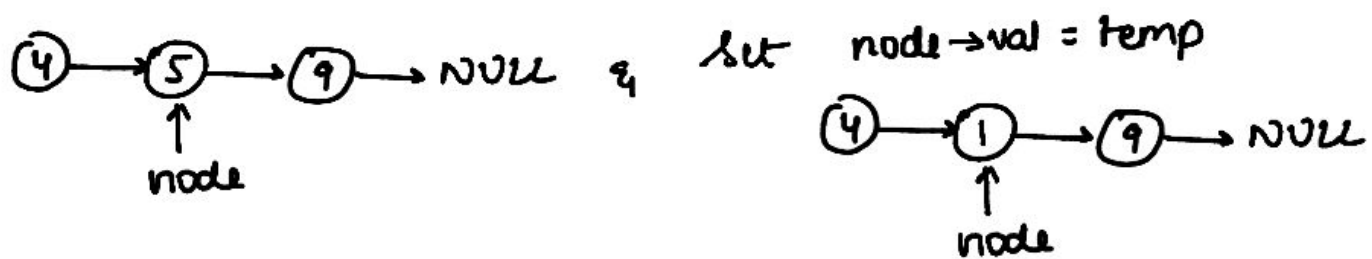 4 → 5 → 9 → NULL & Set node → val = temp
node
4 → 1 → 9 → NULL
node